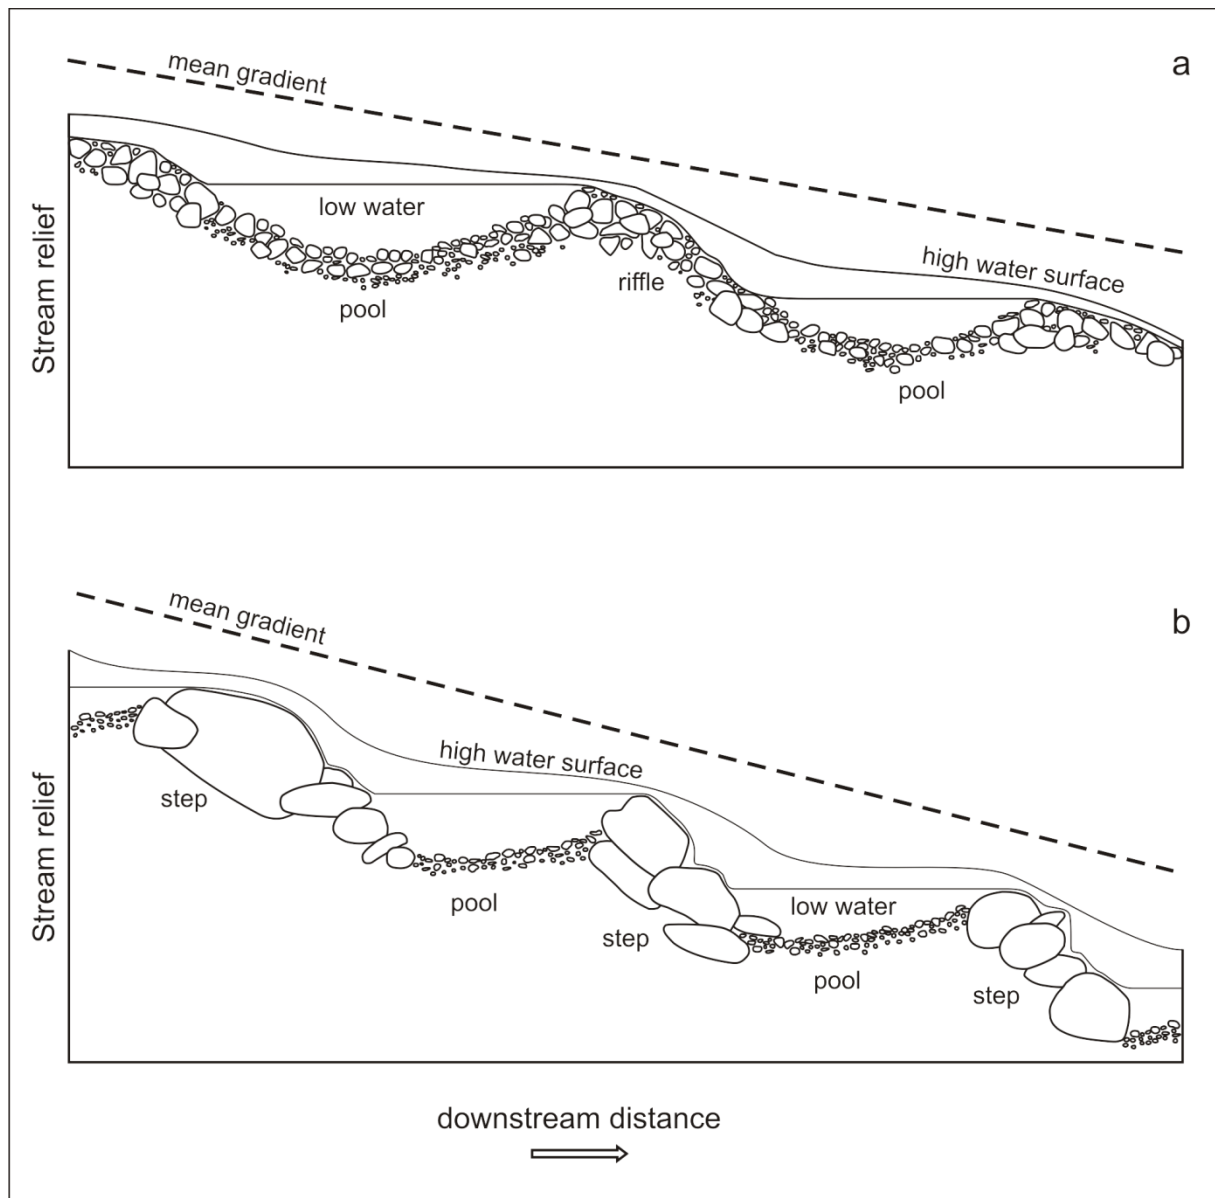 a
mean gradient
Stream relief
low water
pool
riffle
high water surface
pool
b
mean gradient
Stream relief
high water surface
step
pool
step
low water
pool
step
downstream distance